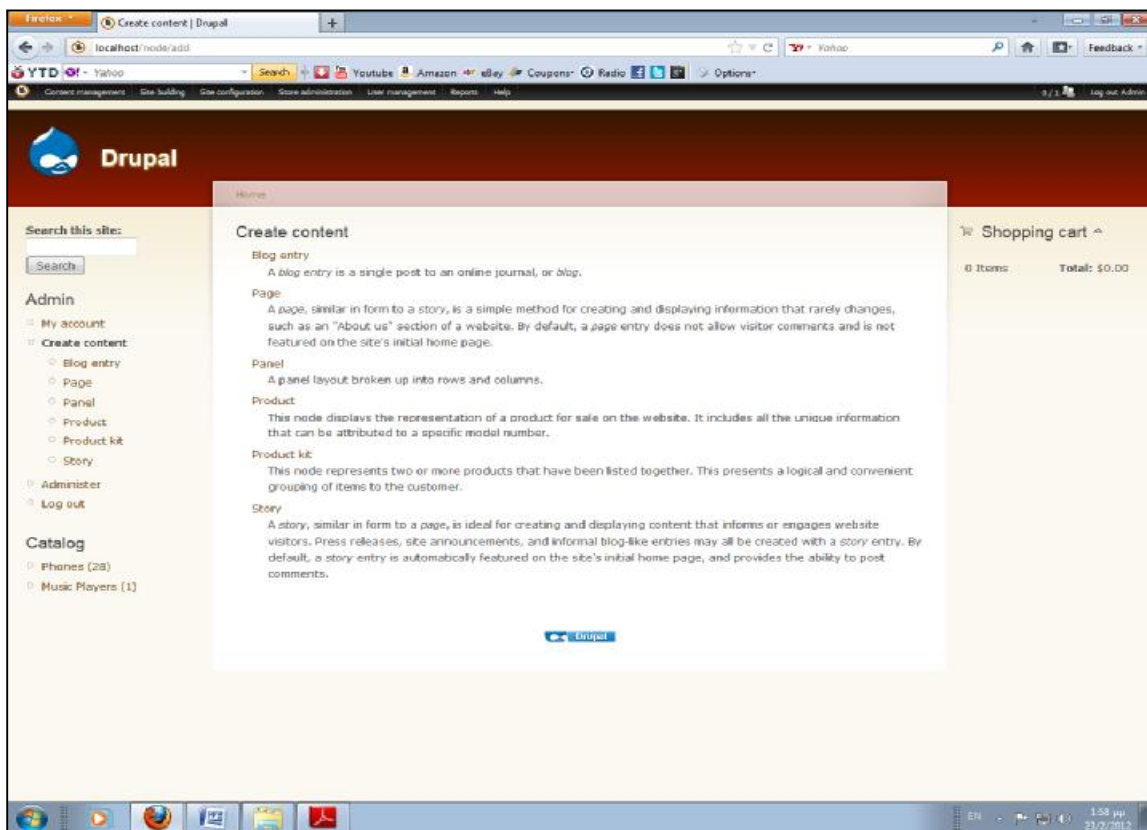 Firefox
Create content | Drupal
localhost/node/add
Yahoo
Feedback
YTD
Yahoo
Search
Youtube
Amazon
eBay
Coupons
Radio
Options
Content management Site building Site configuration Store administration User management Reports Help
0 / 1
Log out Admin
Drupal
Home
Search this site:
Search
Admin
My account
Create content
Blog entry
Page
Panel
Product
Product kit
Story
Administer
Log out
Catalog
Phones (28)
Music Players (1)
Create content
Blog entry
A blog entry is a single post to an online journal, or blog.
Page
A page, similar in form to a story, is a simple method for creating and displaying information that rarely changes,
such as an "About us" section of a website. By default, a page entry does not allow visitor comments and is not
featured on the site's initial home page.
Panel
A panel layout broken up into rows and columns.
Product
This node displays the representation of a product for sale on the website. It includes all the unique information
that can be attributed to a specific model number.
Product kit
This node represents two or more products that have been listed together. This presents a logical and convenient
grouping of items to the customer.
Story
A story, similar in form to a page, is ideal for creating and displaying content that informs or engages website
visitors. Press releases, site announcements, and informal blog-like entries may all be created with a story entry. By
default, a story entry is automatically featured on the site's initial home page, and provides the ability to post
comments.
Drupal
Shopping cart
0 Items Total: $0.00
EN
1:58 μμ
23/2/2012